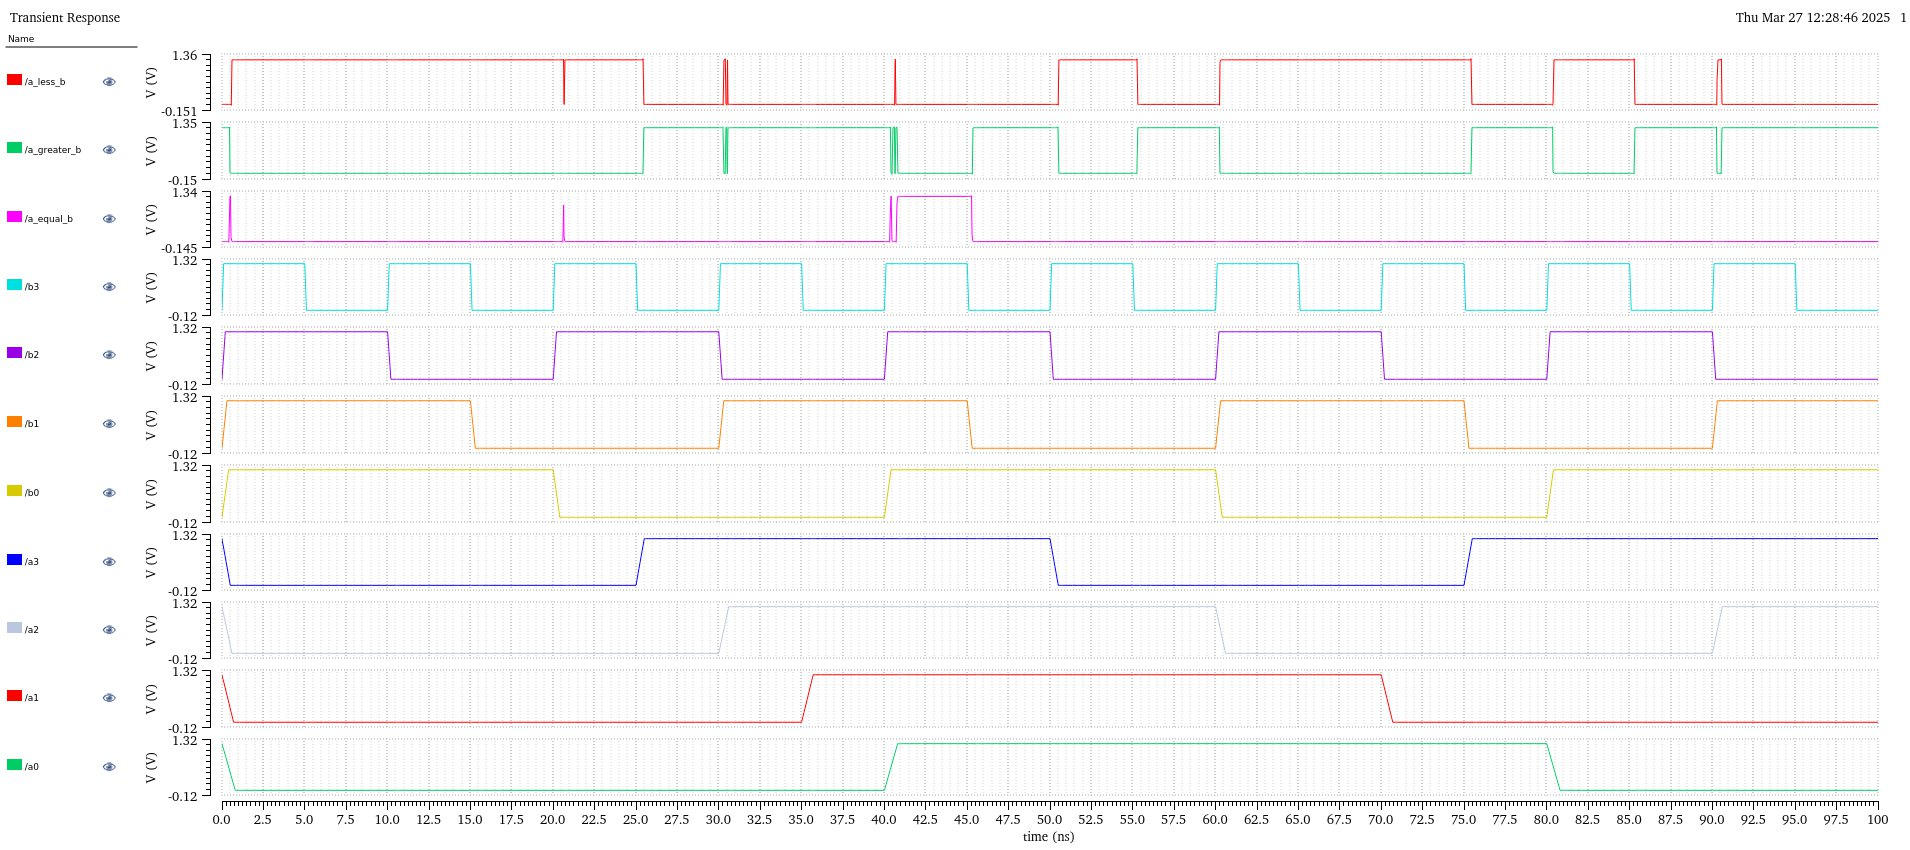 Transient Response
Thu Mar 27 12:28:46 2025 1
Name
/a_less_b
V (V)
1.36
-0.151
/a_greater_b
V (V)
1.35
-0.15
/a_equal_b
V (V)
1.34
-0.145
/b3
V (V)
1.32
-0.12
/b2
V (V)
1.32
-0.12
/b1
V (V)
1.32
-0.12
/b0
V (V)
1.32
-0.12
/a3
V (V)
1.32
-0.12
/a2
V (V)
1.32
-0.12
/a1
V (V)
1.32
-0.12
/a0
V (V)
1.32
-0.12
0.0 2.5 5.0 7.5 10.0 12.5 15.0 17.5 20.0 22.5 25.0 27.5 30.0 32.5 35.0 37.5 40.0 42.5 45.0 47.5 50.0 52.5 55.0 57.5 60.0 62.5 65.0 67.5 70.0 72.5 75.0 77.5 80.0 82.5 85.0 87.5 90.0 92.5 95.0 97.5 100
time (ns)